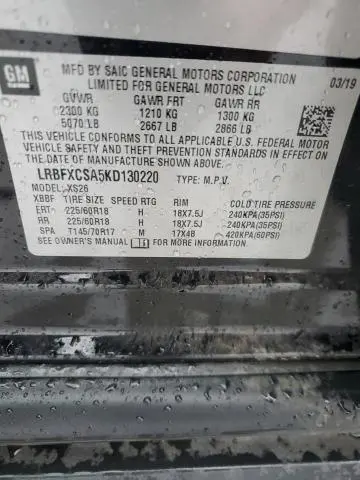 GM
MFD BY SAIC GENERAL MOTORS CORPORATION 03/19
LIMITED FOR GENERAL MOTORS LLC
GVWR GAWR FRT GAWR RR
2300 KG 1210 KG 1300 KG
5070 LB 2667 LB 2866 LB
THIS VEHICLE CONFORMS TO ALL APPLICABLE U.S. FEDERAL MOTOR
VEHICLE SAFETY AND THEFT PREVENTION STANDARDS IN EFFECT ON
THE DATE OF MANUFACTURE SHOWN ABOVE.
LRBFXCSA5KD130220 TYPE: M.P.V.
MODEL: XS26
XBBF TIRE SIZE SPEED RTG RIM COLD TIRE PRESSURE
FRT 225/60R18 H 18X7.5J 240KPA(35PSI)
RR 225/60R18 H 18X7.5J 240KPA(35PSI)
SPA T145/70R17 M 17X4B 420KPA(60PSI)
SEE OWNER'S MANUAL FOR MORE INFORMATION